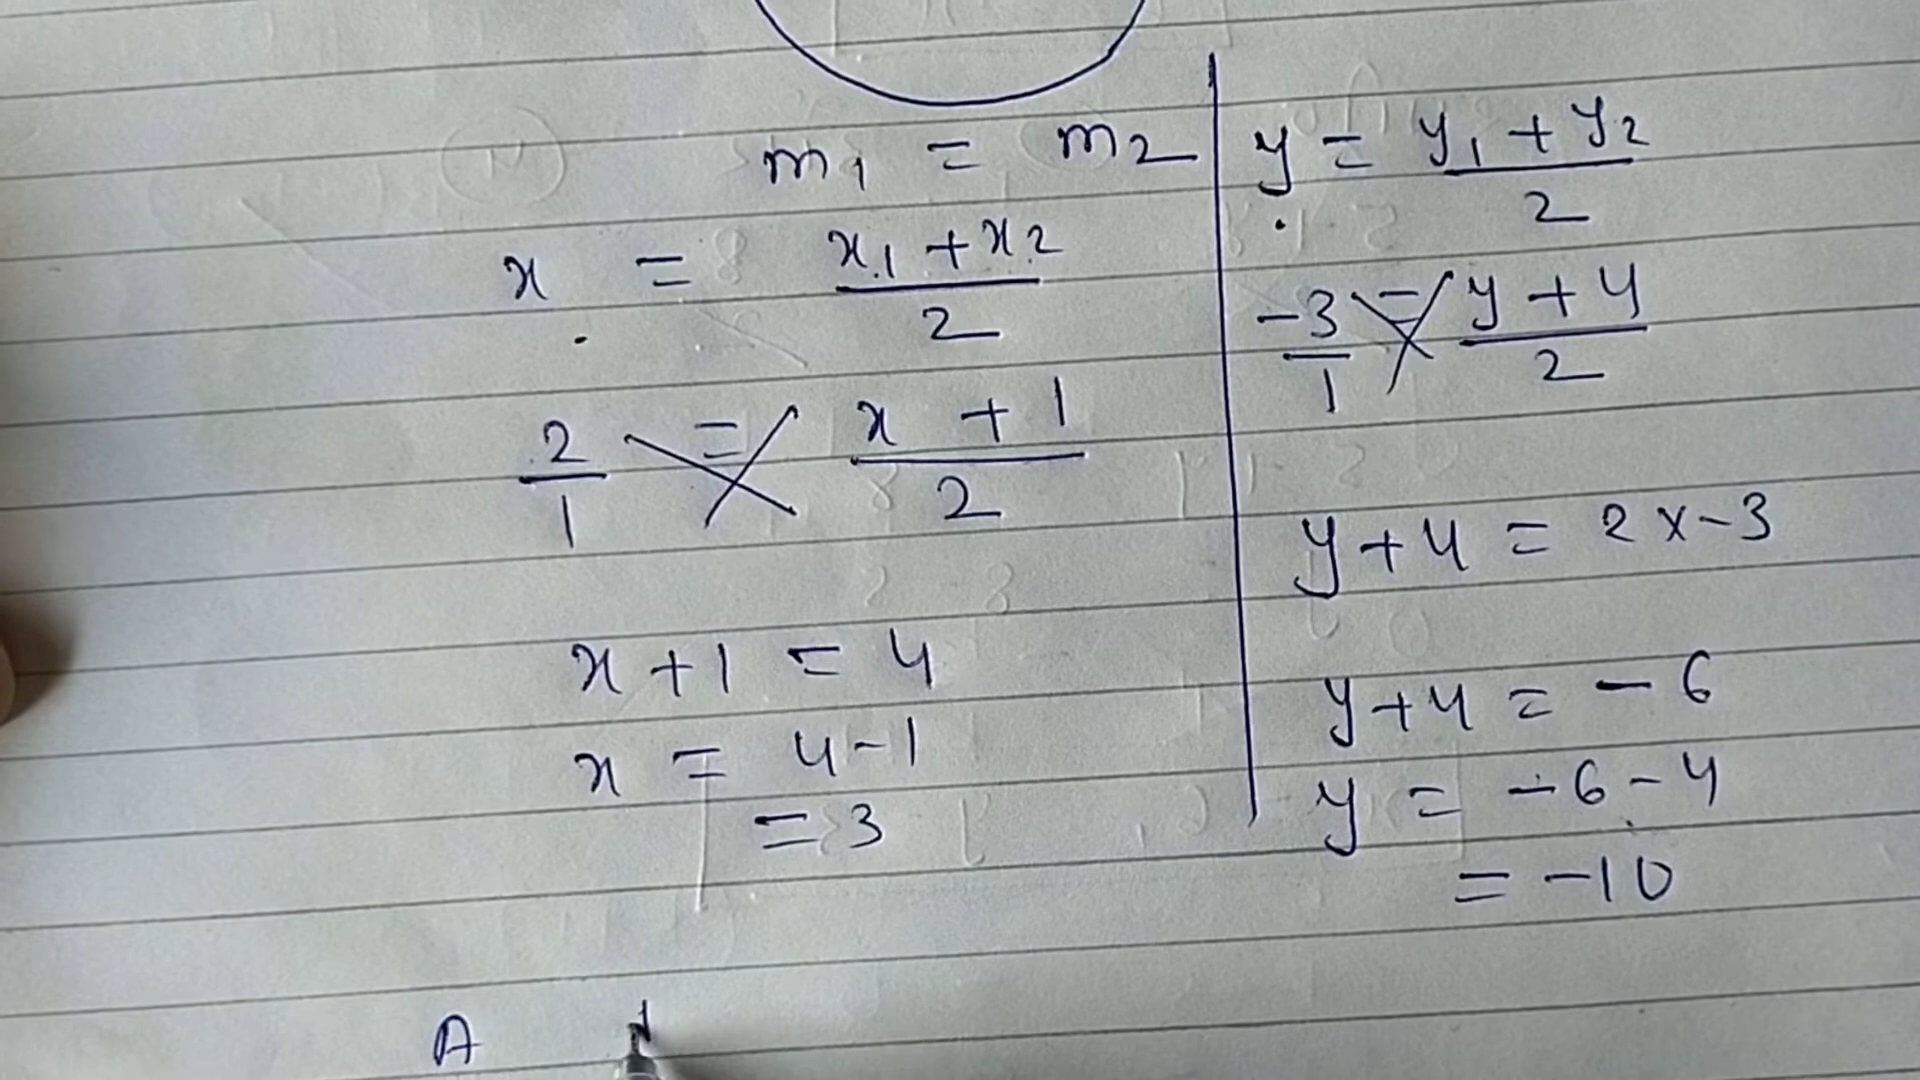 m1 = m2
x = x1 + x2 / 2
2/1 = x + 1 / 2
x + 1 = 4
x = 4 - 1
= 3
y = y1 + y2 / 2
-3/1 = y + 4 / 2
y + 4 = 2 x -3
y + 4 = - 6
y = -6 - 4
= -10
A